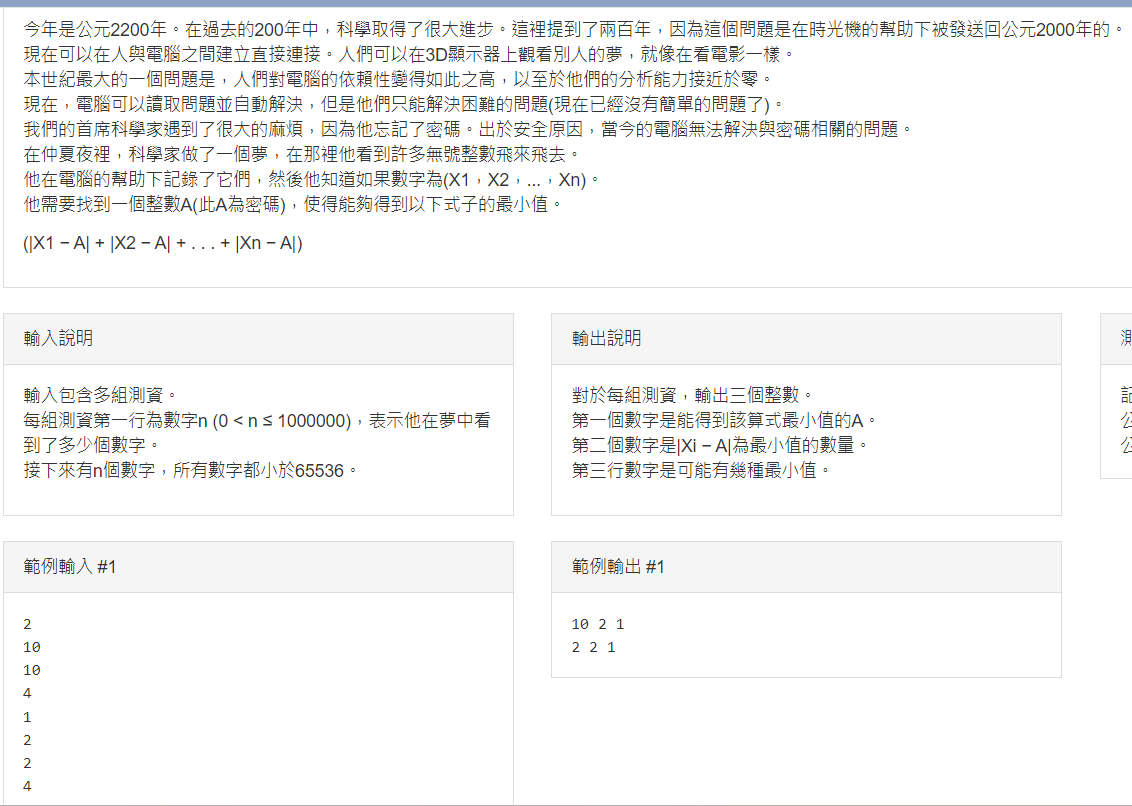 今年是公元2200年。在過去的200年中，科學取得了很大進步。這裡提到了兩百年，因為這個問題是在時光機的幫助下被發送回公元2000年的。
現在可以在人與電腦之間建立直接連接。人們可以在3D顯示器上觀看別人的夢，就像在看電影一樣。
本世紀最大的一個問題是，人們對電腦的依賴性變得如此之高，以至於他們的分析能力接近於零。
現在，電腦可以讀取問題並自動解決，但是他們只能解決困難的問題(現在已經沒有簡單的問題了)。
我們的首席科學家遇到了很大的麻煩，因為他忘記了密碼。出於安全原因，當今的電腦無法解決與密碼相關的問題。
在仲夏夜裡，科學家做了一個夢，在那裡他看到許多無號整數飛來飛去。
他在電腦的幫助下記錄了它們，然後他知道如果數字為(X1，X2，...，Xn)。
他需要找到一個整數A(此A為密碼)，使得能夠得到以下式子的最小值。
(|X1 − A| + |X2 − A| + . . . + |Xn − A|)
輸入說明
輸入包含多組測資。
每組測資第一行為數字n (0 < n ≤ 1000000)，表示他在夢中看
到了多少個數字。
接下來有n個數字，所有數字都小於65536。
輸出說明
對於每組測資，輸出三個整數。
第一個數字是能得到該算式最小值的A。
第二個數字是|Xi − A|為最小值的數量。
第三行數字是可能有幾種最小值。
範例輸入 #1
2
10
10
4
1
2
2
4
範例輸出 #1
10 2 1
2 2 1